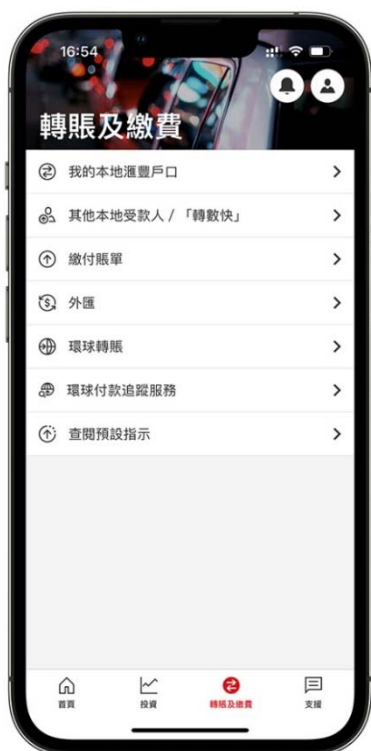 16:54
轉賬及繳費
我的本地滙豐戶口
其他本地受款人 / 「轉數快」
繳付賬單
外匯
環球轉賬
環球付款追蹤服務
查閱預設指示
首頁
投資
轉賬及繳費
支援